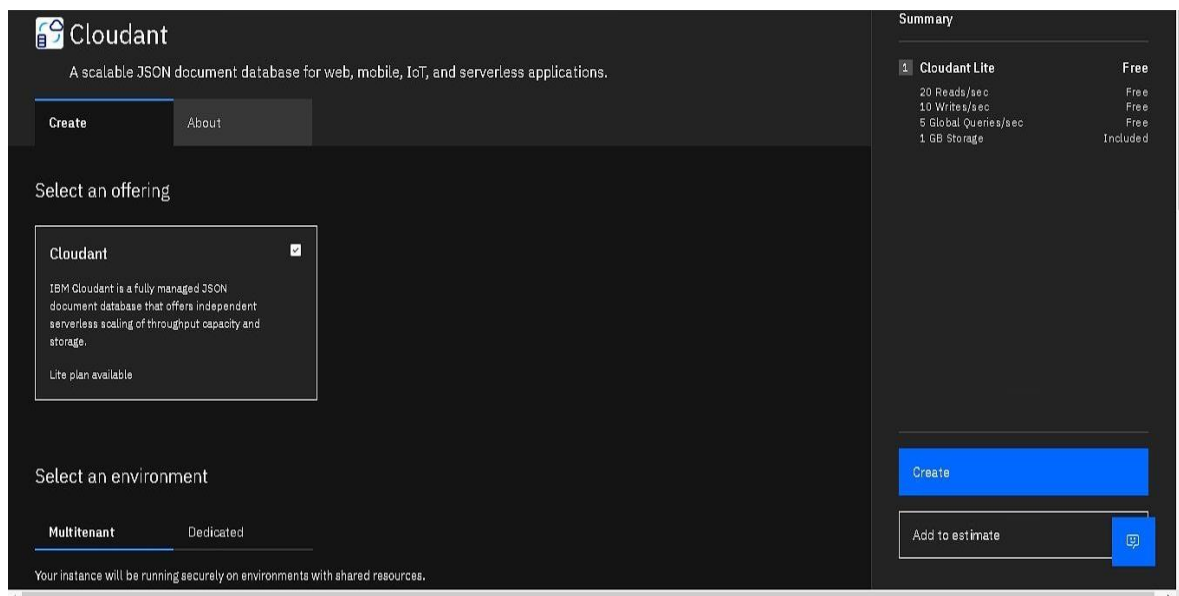 Cloudant
A scalable JSON document database for web, mobile, IoT, and serverless applications.
Create
About
Select an offering
Cloudant
IBM Cloudant is a fully managed JSON
document database that offers independent
serverless scaling of throughput capacity and
storage.
Lite plan available
Select an environment
Multitenant
Dedicated
Your instance will be running securely on environments with shared resources.
Summary
1 Cloudant Lite Free
20 Reads/sec Free
10 Writes/sec Free
5 Global Queries/sec Free
1 GB Storage Included
Create
Add to estimate